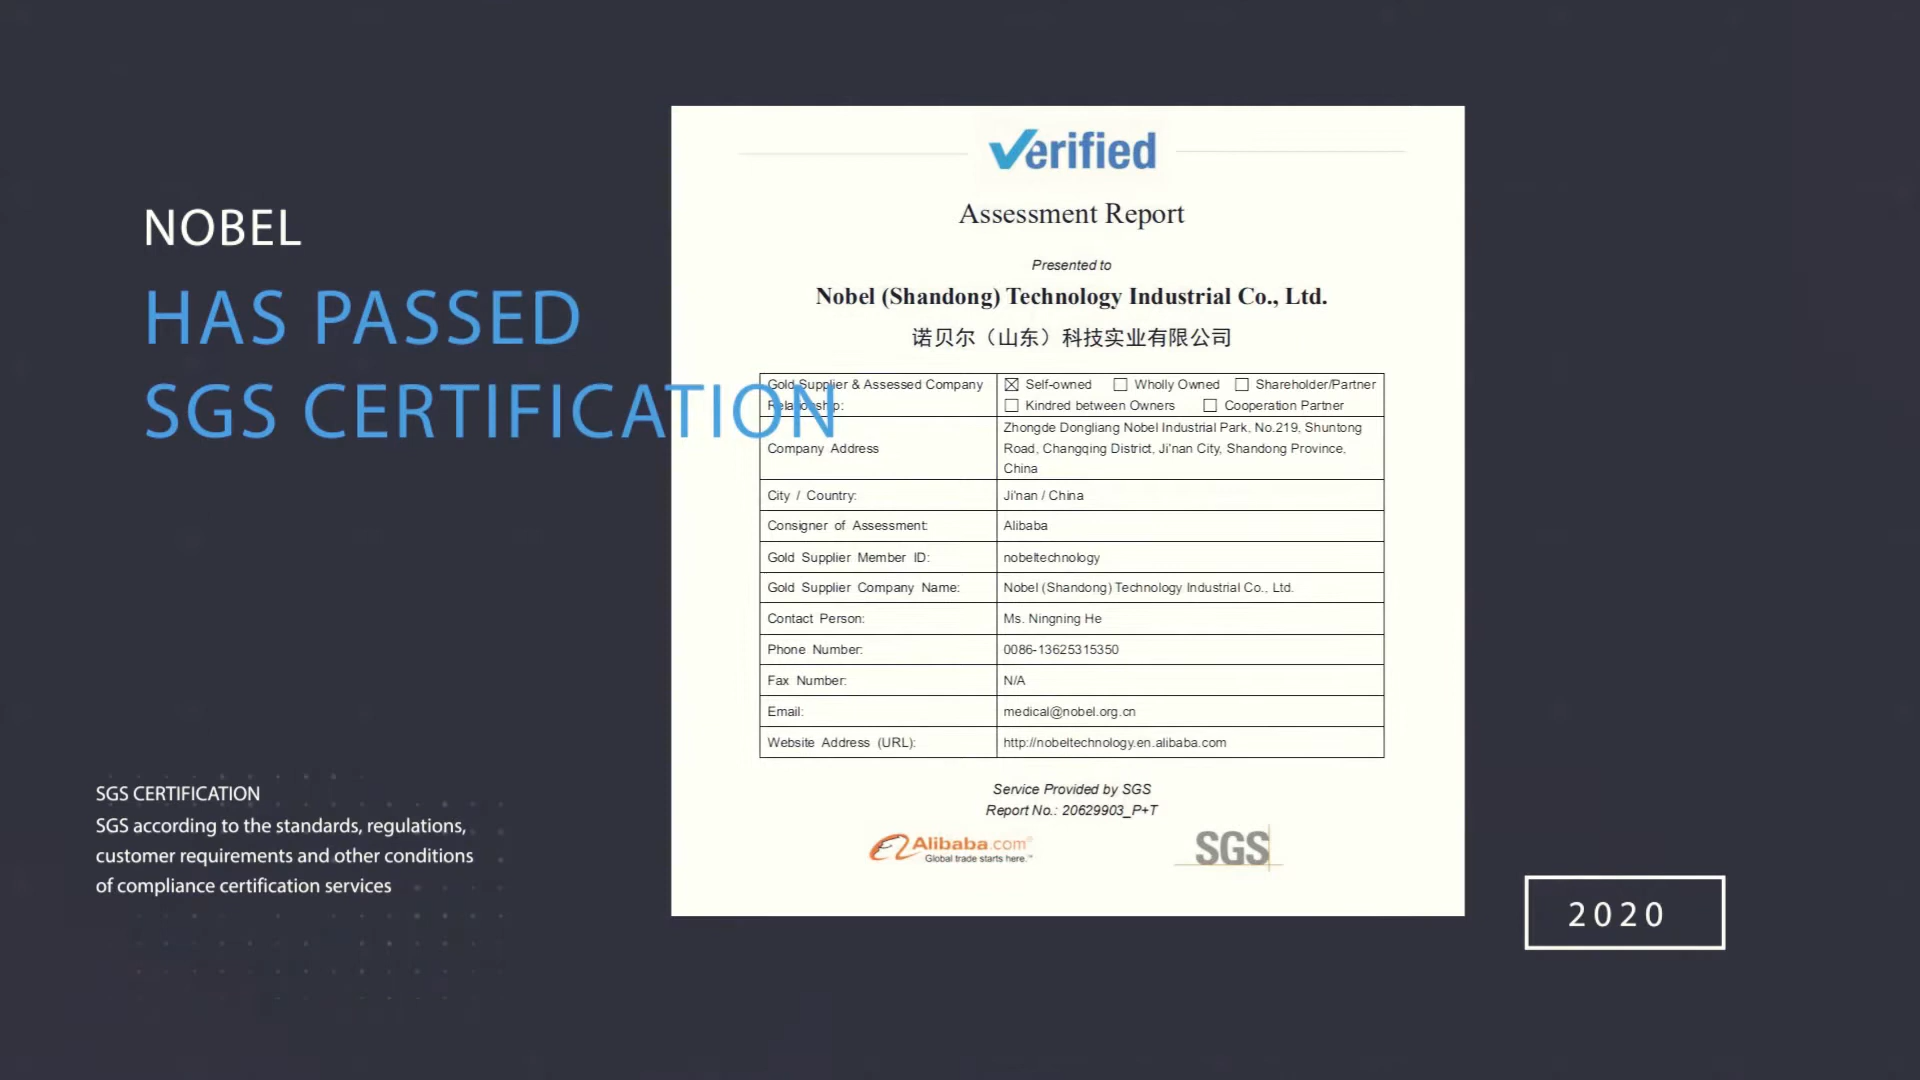 NOBEL
HAS PASSED
SGS CERTIFICATION
SGS CERTIFICATION
SGS according to the standards, regulations,
customer requirements and other conditions
of compliance certification services
Verified
Assessment Report
Presented to
Nobel (Shandong) Technology Industrial Co., Ltd.
诺贝尔（山东）科技实业有限公司
Gold Supplier & Assessed Company Relationship: ☒ Self-owned ☐ Wholly Owned ☐ Shareholder/Partner
☐ Kindred between Owners ☐ Cooperation Partner
Company Address
Zhongde Dongliang Nobel Industrial Park, No.219, Shuntong
Road, Changqing District, Ji'nan City, Shandong Province,
China
City / Country: Ji'nan / China
Consigner of Assessment: Alibaba
Gold Supplier Member ID: nobeltechnology
Gold Supplier Company Name: Nobel (Shandong) Technology Industrial Co., Ltd.
Contact Person: Ms. Ningning He
Phone Number: 0086-13625315350
Fax Number: N/A
Email: medical@nobel.org.cn
Website Address (URL): http://nobeltechnology.en.alibaba.com
Service Provided by SGS
Report No.: 20629903_P+T
Alibaba.com®
Global trade starts here.™
SGS
2020